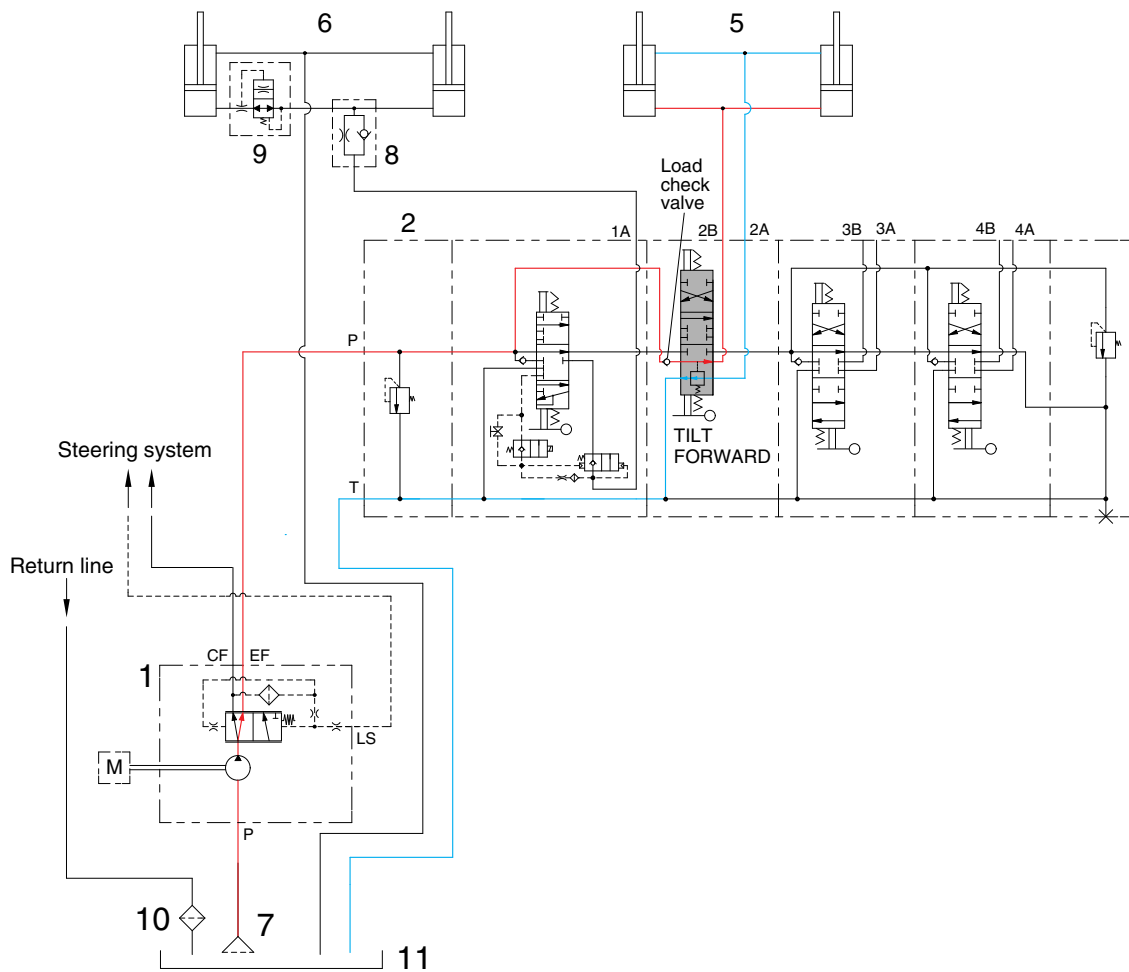 6
5
9
8
Load
check
valve
2
1A
2B
2A
3B
3A
4B
4A
P
TILT
FORWARD
Steering system
T
Return line
CF
EF
1
LS
M
P
10
7
11